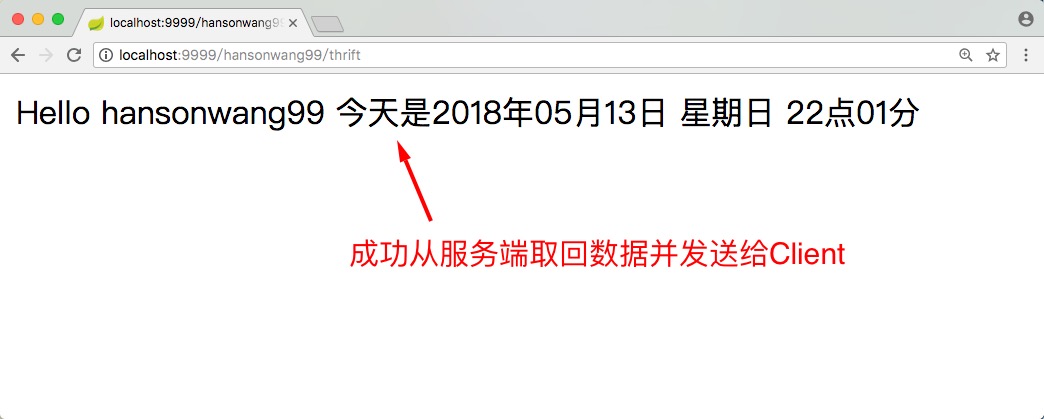 localhost:9999/hansonwang99
localhost:9999/hansonwang99/thrift
Hello hansonwang99 今天是2018年05月13日 星期日 22点01分
成功从服务端取回数据并发送给Client